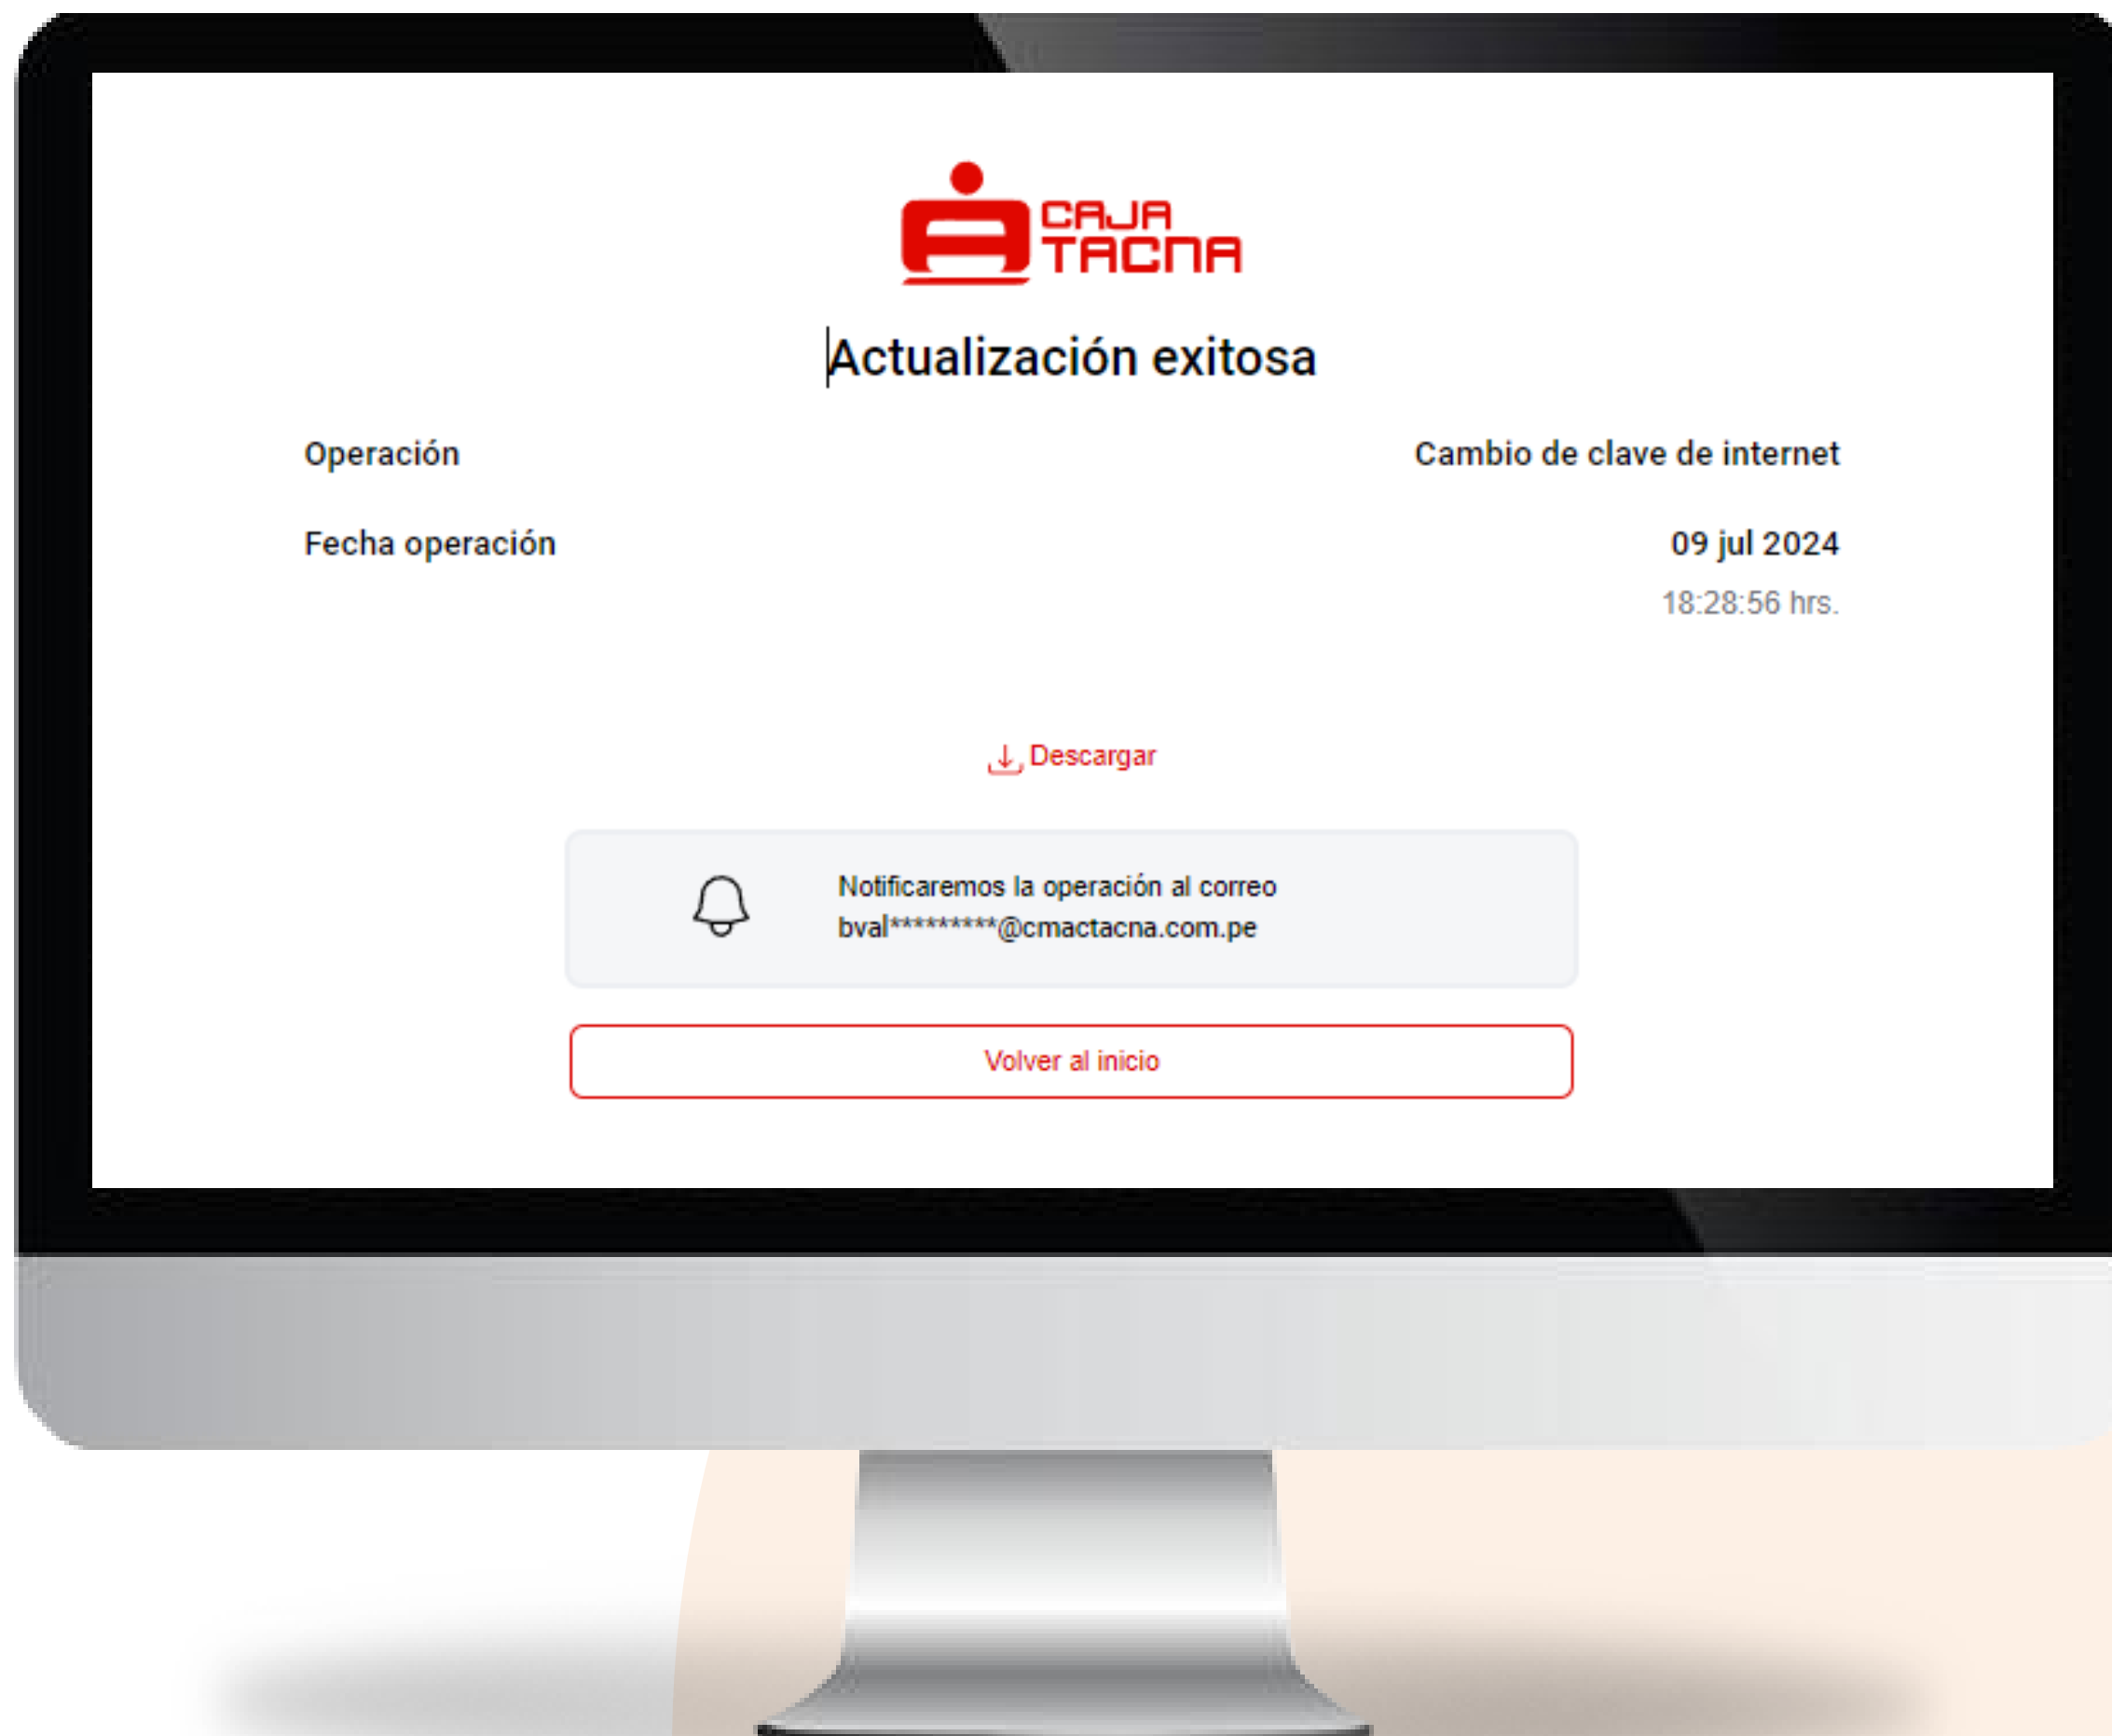 CAJA
TACNA
Actualización exitosa
Operación Cambio de clave de internet
Fecha operación 09 jul 2024
18:28:56 hrs.
Descargar
Notificaremos la operación al correo
bval*********@cmactacna.com.pe
Volver al inicio